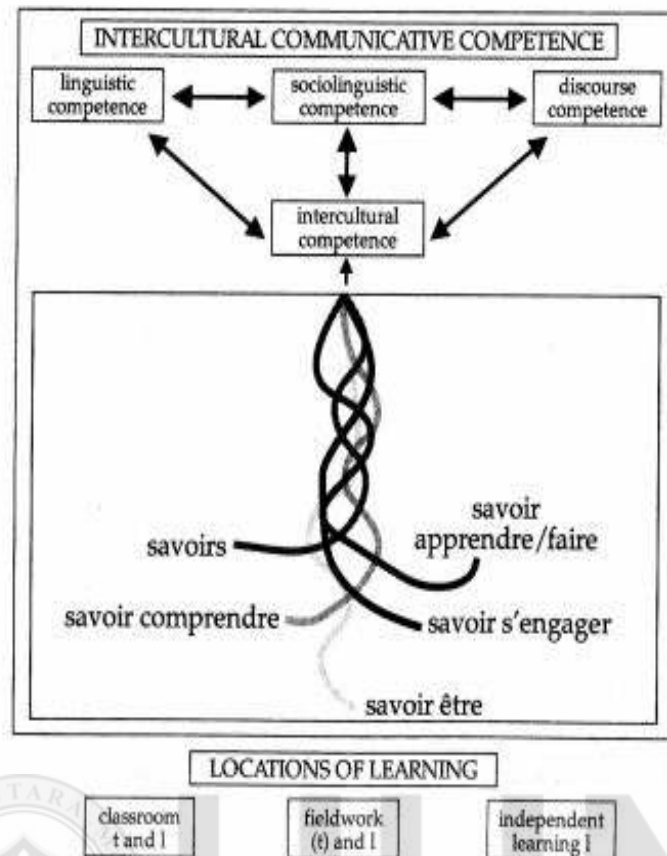 INTERCULTURAL COMMUNICATIVE COMPETENCE
linguistic
competence
sociolinguistic
competence
discourse
competence
intercultural
competence
savoirs
savoir
apprendre/faire
savoir comprendre
savoir s'engager
savoir être
LOCATIONS OF LEARNING
classroom
t and l
fieldwork
(t) and l
independent
learning l